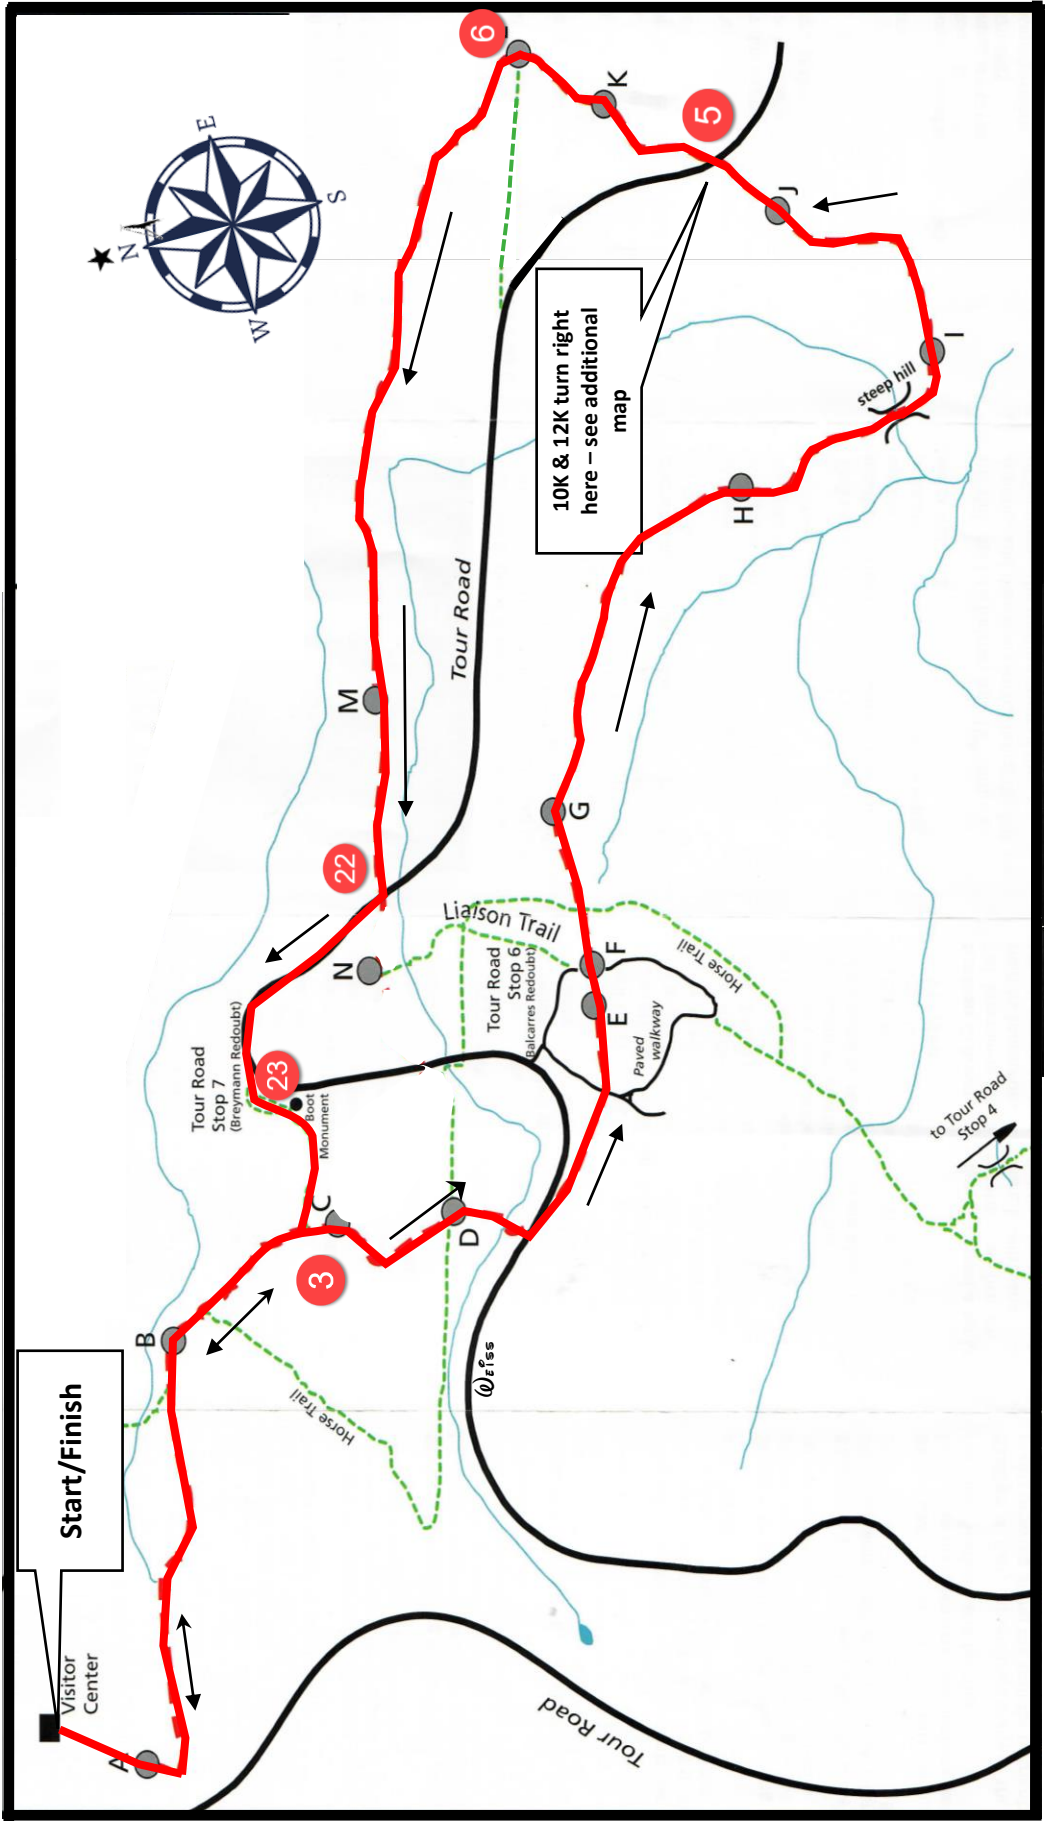 Start/Finish
Visitor
Center
A
B
Horse Trail
3
C
D
Weiss
Tour Road
Tour Road
Stop 7
(Breymann Redoubt)
23
Boot
Monument
N
22
Liaison Trail
Tour Road
Stop 6
(Balcarres Redoubt)
E
F
Paved
walkway
Horse Trail
to Tour Road
Stop 4
G
M
Tour Road
10K & 12K turn right
here – see additional
map
H
steep hill
I
J
5
K
6
N
E
S
W